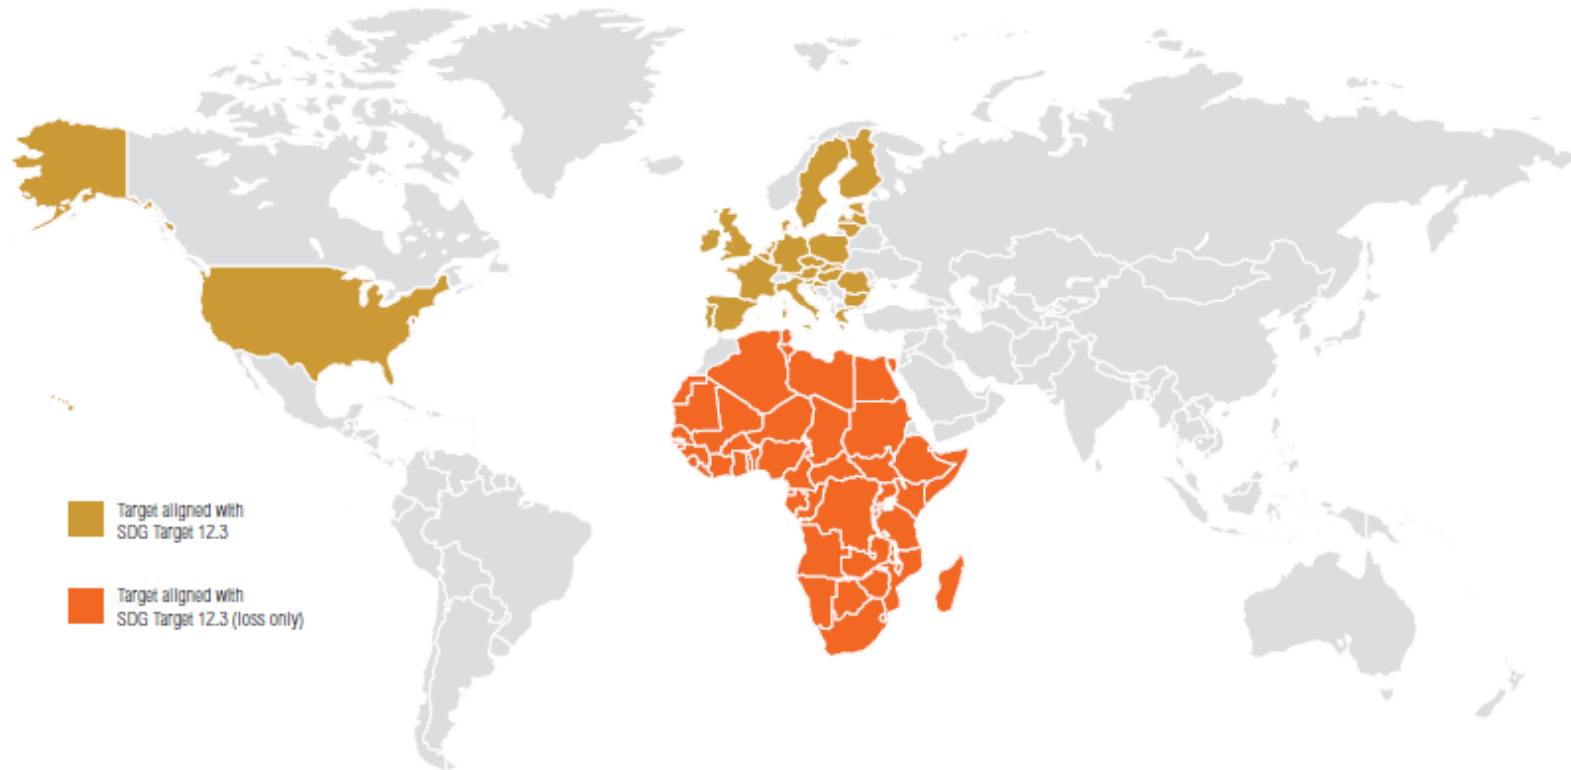 Target aligned with
SDG Target 12.3
Target aligned with
SDG Target 12.3 (loss only)